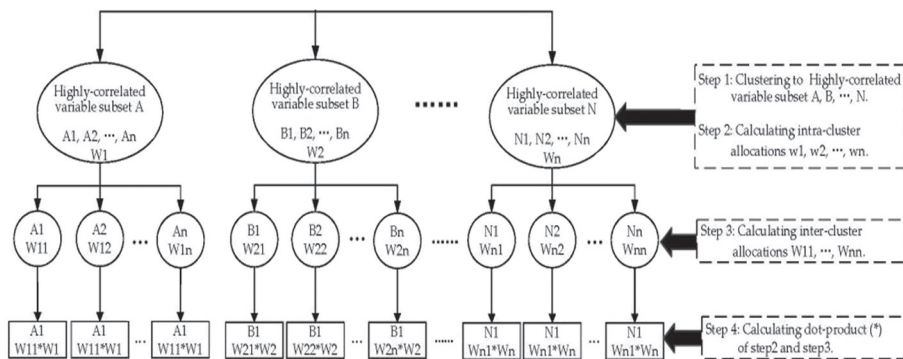 Highly-correlated
variable subset A
A1, A2, ···, An
W1
Highly-correlated
variable subset B
B1, B2, ···, Bn
W2
······
Highly-correlated
variable subset N
N1, N2, ···, Nn
Wn
Step 1: Clustering to Highly-correlated
variable subset A, B, ···, N.
Step 2: Calculating intra-cluster
allocations w1, w2, ···, wn.
A1
W11
A2
W12
···
An
W1n
B1
W21
B2
W22
···
Bn
W2n
······
N1
Wn1
N2
Wn2
···
Nn
Wnn
Step 3: Calculating inter-cluster
allocations W11, ···, Wnn.
A1
W11*W1
A1
W11*W1
...
A1
W11*W1
B1
W21*W2
B1
W22*W2
...
B1
W2n*W2
······
N1
Wn1*Wn
N1
Wn1*Wn
...
N1
Wn1*Wn
Step 4: Calculating dot-product (*)
of step2 and step3.